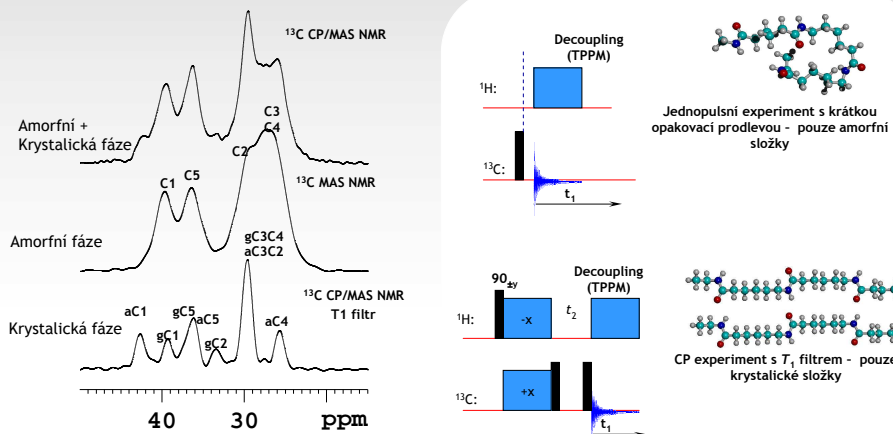 ¹³C CP/MAS NMR
Amorfní +
Krystalická fáze
C3
C4
C2
¹³C MAS NMR
C1
C5
Amorfní fáze
gC3C4
aC3C2
¹³C CP/MAS NMR
T1 filtr
aC1
gC5
aC5
aC4
gC1
gC2
Krystalická fáze
40
30
ppm
Decoupling
(TPPM)
¹H:
¹³C:
t₁
Jednopulsní experiment s krátkou
opakovací prodlevou – pouze amorfní
složky
90±y
Decoupling
(TPPM)
¹H:
-x
t₂
¹³C:
+x
t₁
CP experiment s T₁ filtrem – pouze
krystalické složky